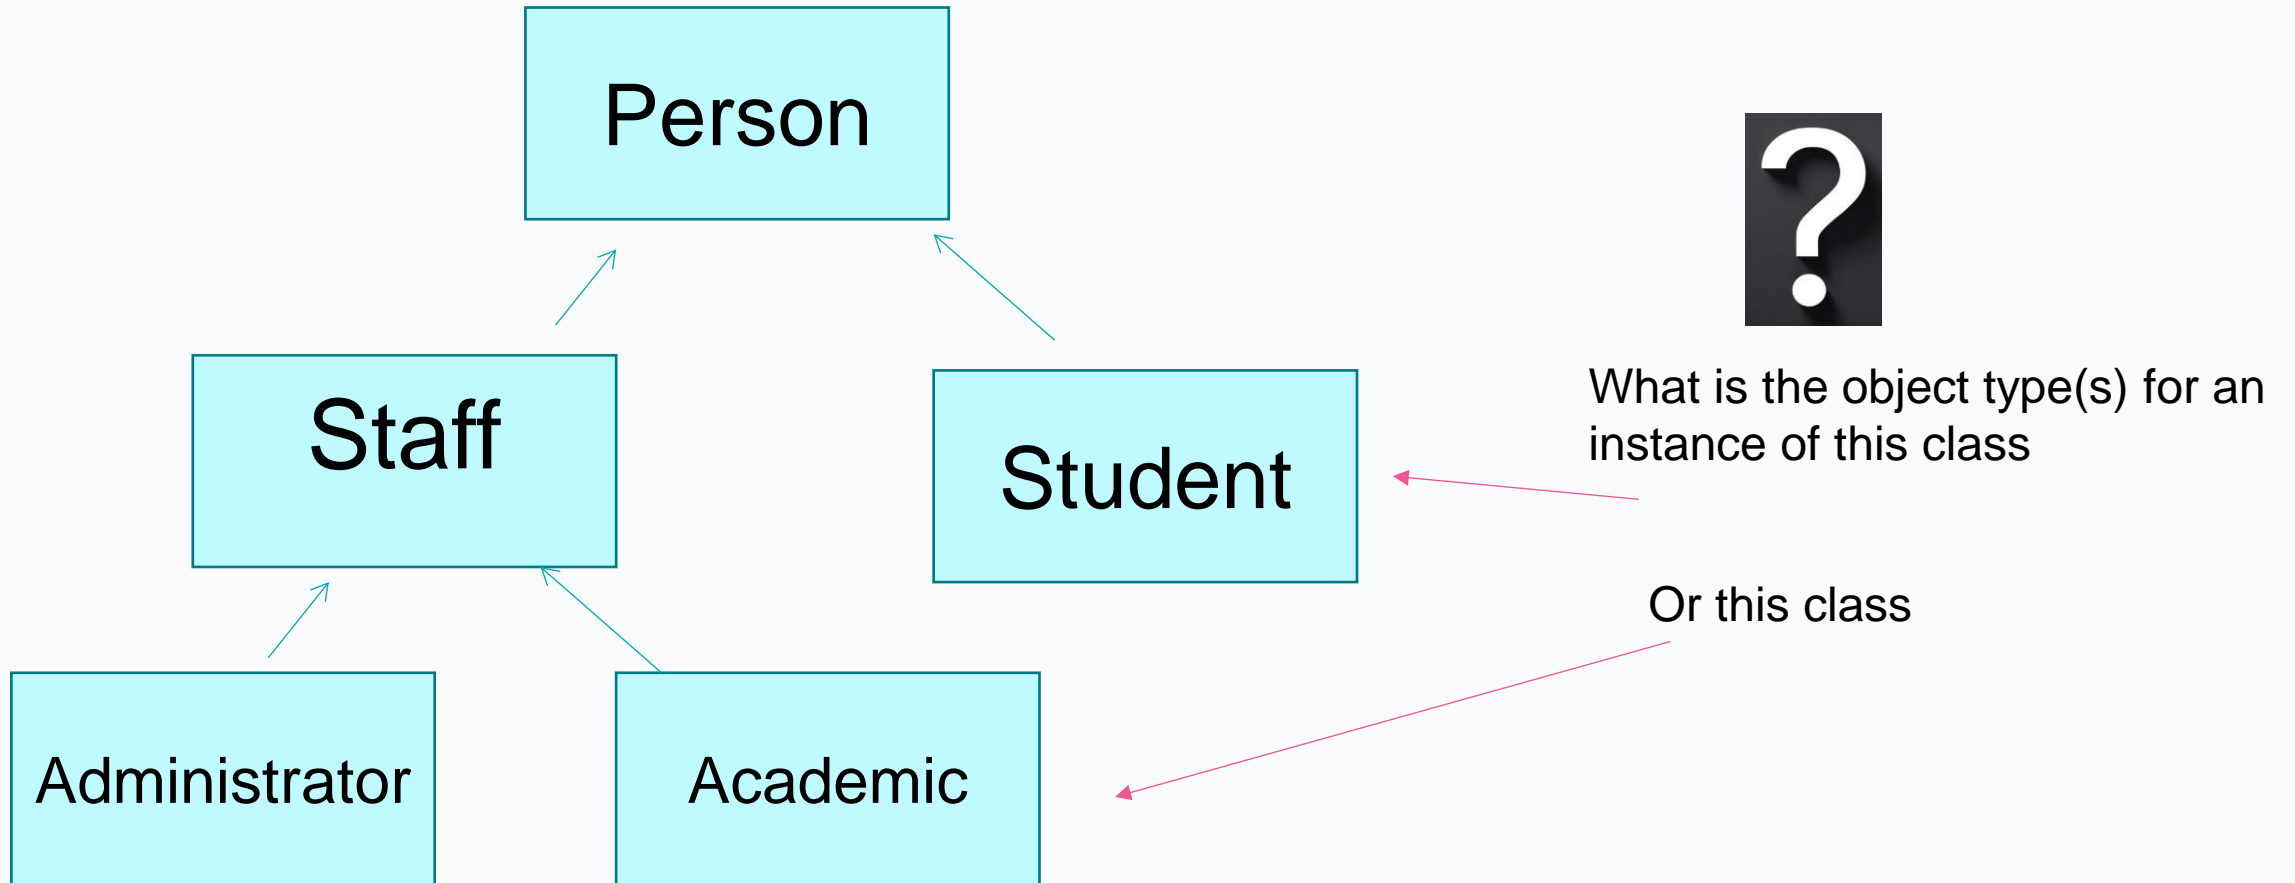 Person
?
What is the object type(s) for an
instance of this class
Staff
Student
Or this class
Administrator
Academic